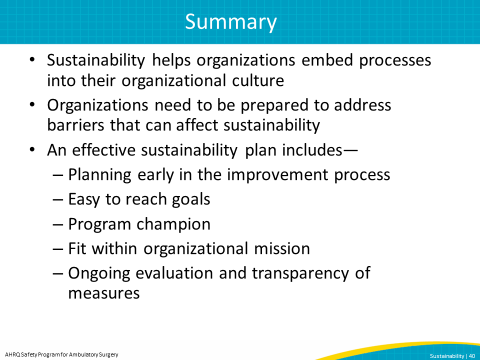 Summary
• Sustainability helps organizations embed processes
into their organizational culture
• Organizations need to be prepared to address
barriers that can affect sustainability
• An effective sustainability plan includes—
– Planning early in the improvement process
– Easy to reach goals
– Program champion
– Fit within organizational mission
– Ongoing evaluation and transparency of
measures
AHRQ Safety Program for Ambulatory Surgery
Sustainability | 40